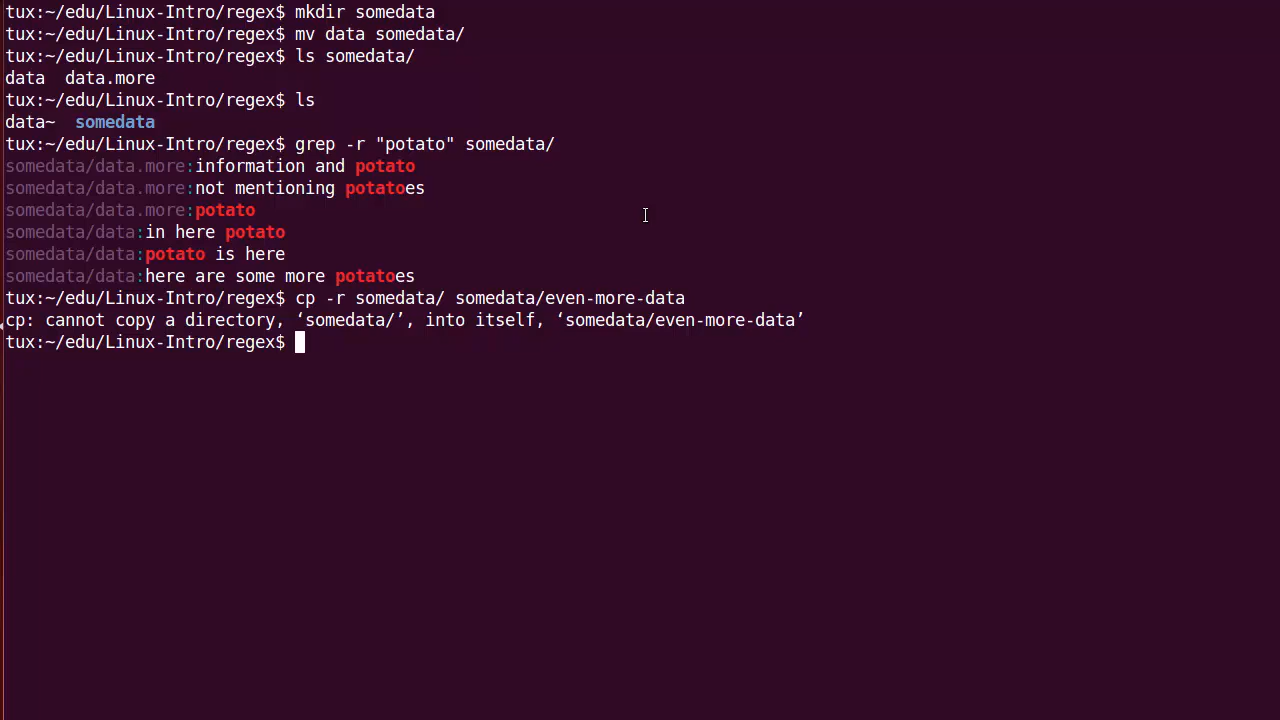 tux:~/edu/Linux-Intro/regex$ mkdir somedata
tux:~/edu/Linux-Intro/regex$ mv data somedata/
tux:~/edu/Linux-Intro/regex$ ls somedata/
data  data.more
tux:~/edu/Linux-Intro/regex$ ls
data~  somedata
tux:~/edu/Linux-Intro/regex$ grep -r "potato" somedata/
somedata/data.more:information and potato
somedata/data.more:not mentioning potatoes
somedata/data.more:potato
somedata/data:in here potato
somedata/data:potato is here
somedata/data:here are some more potatoes
tux:~/edu/Linux-Intro/regex$ cp -r somedata/ somedata/even-more-data
cp: cannot copy a directory, ‘somedata/’, into itself, ‘somedata/even-more-data’
tux:~/edu/Linux-Intro/regex$